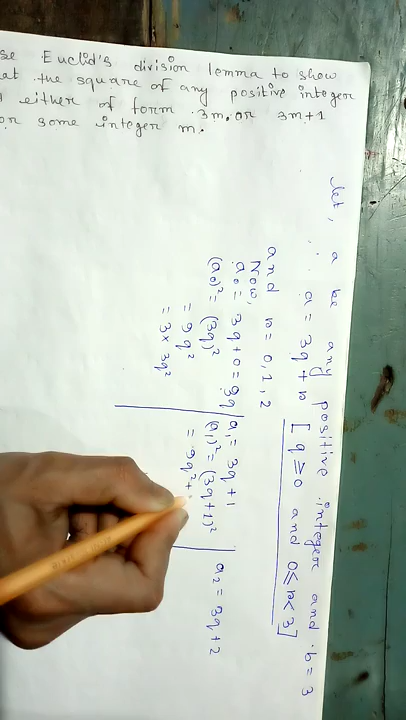 se Euclid's division lemma to show
at the square of any positive integer
either of form 3m, or 3m+1
or some integer m.
Let, a be any positive integer and b = 3
∴ a = 3q + r [q ≥ 0 and 0 ≤ r < 3]
and r = 0, 1, 2
Now,
a₀ = 3q + 0 = 3q
(a₀)² = (3q)²
= 9q²
= 3 × 3q²
a₁ = 3q + 1
(a₁)² = (3q+1)²
= 9q² +
a₂ = 3q + 2